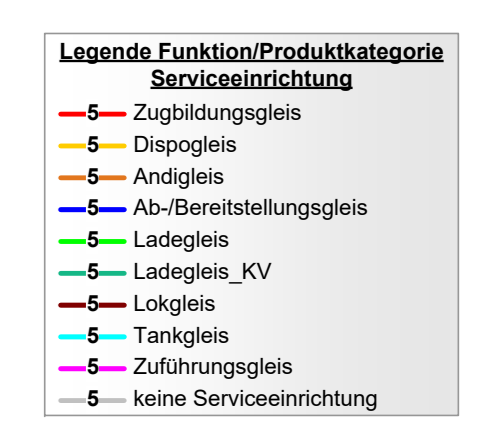 Legende Funktion/Produktkategorie
Serviceeinrichtung
5 Zugbildungsgleis
5 Dispogleis
5 Andigleis
5 Ab-/Bereitstellungsgleis
5 Ladegleis
5 Ladegleis_KV
5 Lokgleis
5 Tankgleis
5 Zuführungsgleis
5 keine Serviceeinrichtung